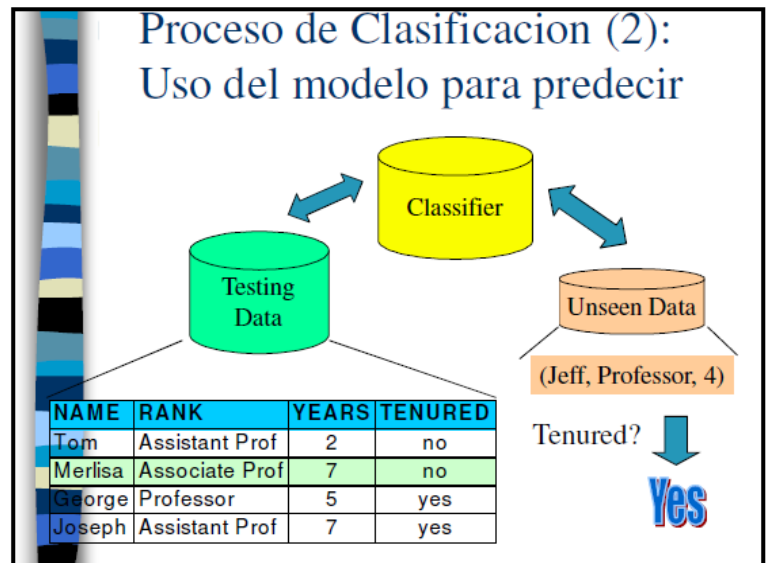 Proceso de Clasificacion (2):
Uso del modelo para predecir
Classifier
Testing
Data
Unseen Data
(Jeff, Professor, 4)
NAME RANK YEARS TENURED
Tom Assistant Prof 2 no
Merlisa Associate Prof 7 no
George Professor 5 yes
Joseph Assistant Prof 7 yes
Tenured?
Yes